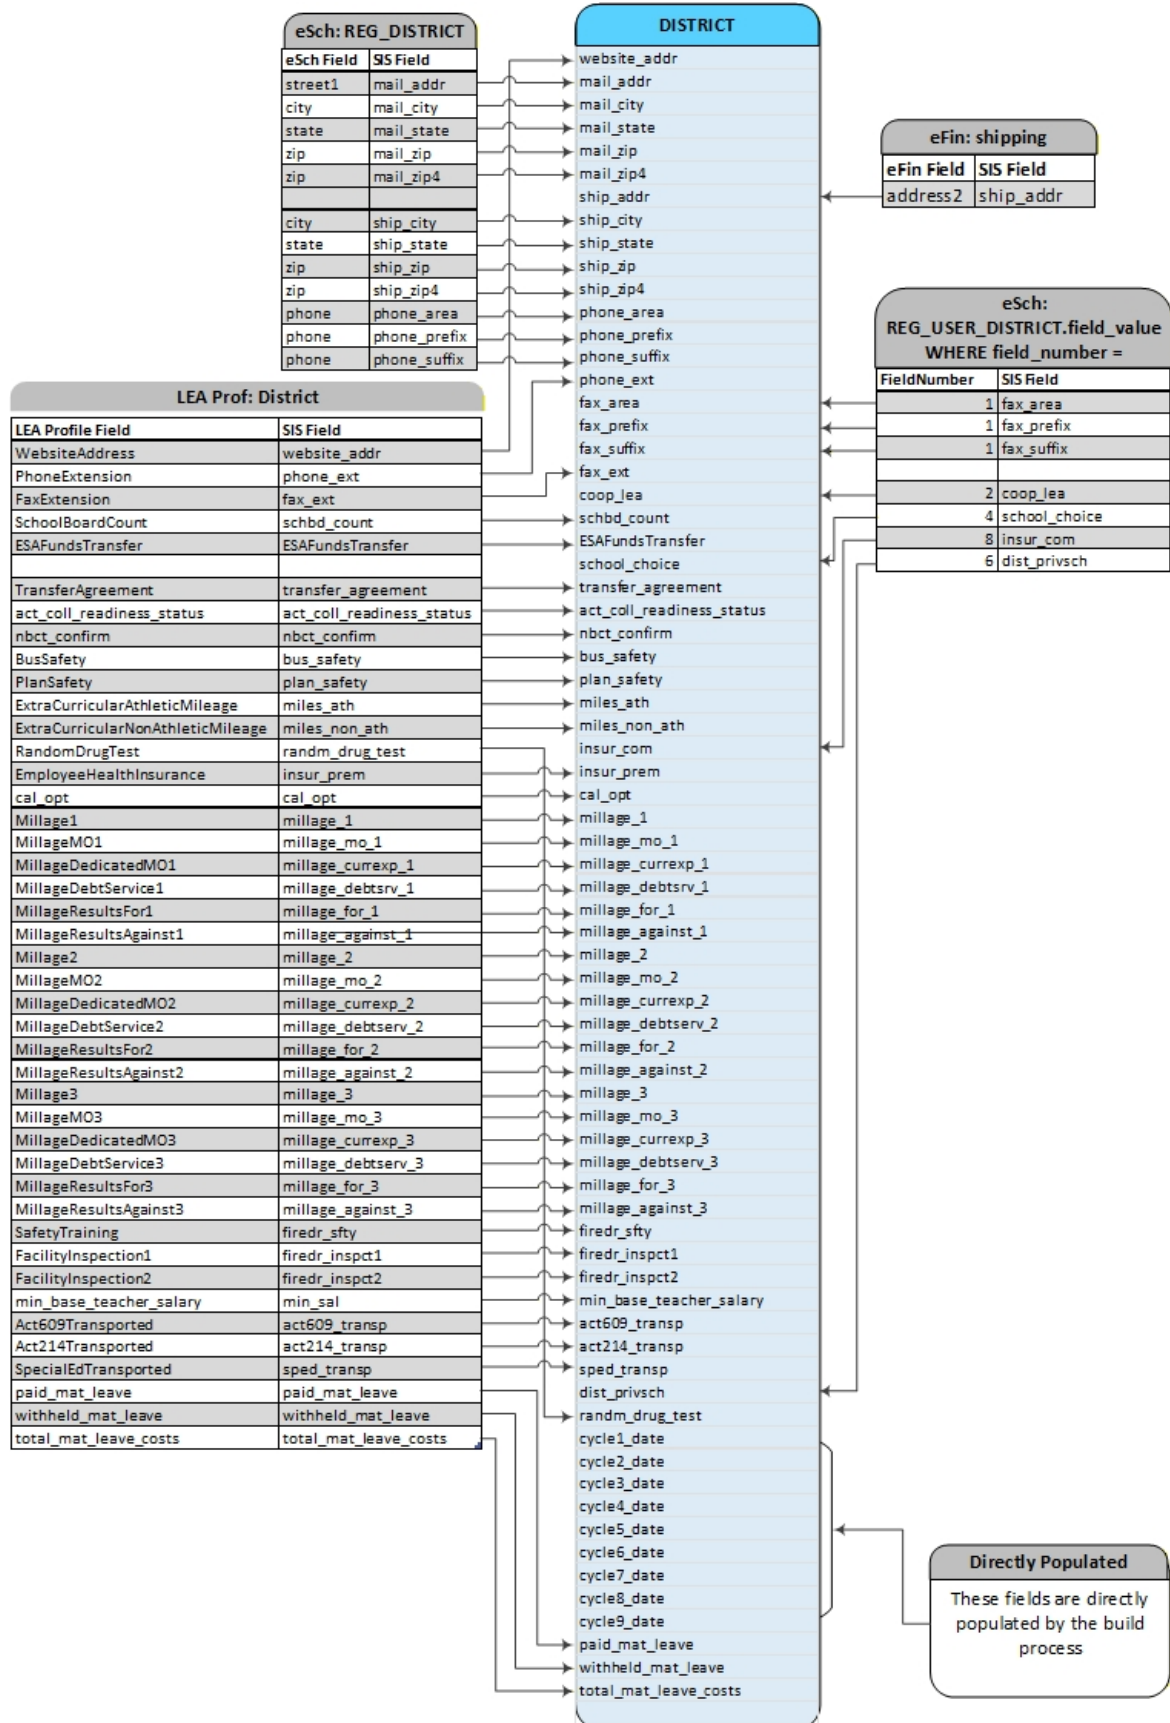 eSch: REG_DISTRICT
eSch Field SIS Field
street1 mail_addr
city mail_city
state mail_state
zip mail_zip
zip mail_zip4
city ship_city
state ship_state
zip ship_zip
zip ship_zip4
phone phone_area
phone phone_prefix
phone phone_suffix
LEA Prof: District
LEA Profile Field SIS Field
WebsiteAddress website_addr
PhoneExtension phone_ext
FaxExtension fax_ext
SchoolBoardCount schbd_count
ESAFundsTransfer ESAFundsTransfer
TransferAgreement transfer_agreement
act_coll_readiness_status act_coll_readiness_status
nbct_confirm nbct_confirm
BusSafety bus_safety
PlanSafety plan_safety
ExtraCurricularAthleticMileage miles_ath
ExtraCurricularNonAthleticMileage miles_non_ath
RandomDrugTest randm_drug_test
EmployeeHealthInsurance insur_prem
cal_opt cal_opt
Millage1 millage_1
MillageMO1 millage_mo_1
MillageDedicatedMO1 millage_currexp_1
MillageDebtService1 millage_debtsrv_1
MillageResultsFor1 millage_for_1
MillageResultsAgainst1 millage_against_1
Millage2 millage_2
MillageMO2 millage_mo_2
MillageDedicatedMO2 millage_currexp_2
MillageDebtService2 millage_debtserv_2
MillageResultsFor2 millage_for_2
MillageResultsAgainst2 millage_against_2
Millage3 millage_3
MillageMO3 millage_mo_3
MillageDedicatedMO3 millage_currexp_3
MillageDebtService3 millage_debtserv_3
MillageResultsFor3 millage_for_3
MillageResultsAgainst3 millage_against_3
SafetyTraining firedr_sfty
FacilityInspection1 firedr_inspct1
FacilityInspection2 firedr_inspct2
min_base_teacher_salary min_sal
Act609Transported act609_transp
Act214Transported act214_transp
SpecialEdTransported sped_transp
paid_mat_leave paid_mat_leave
withheld_mat_leave withheld_mat_leave
total_mat_leave_costs total_mat_leave_costs
DISTRICT
website_addr
mail_addr
mail_city
mail_state
mail_zip
mail_zip4
ship_addr
ship_city
ship_state
ship_zip
ship_zip4
phone_area
phone_prefix
phone_suffix
phone_ext
fax_area
fax_prefix
fax_suffix
fax_ext
coop_lea
schbd_count
ESAFundsTransfer
school_choice
transfer_agreement
act_coll_readiness_status
nbct_confirm
bus_safety
plan_safety
miles_ath
miles_non_ath
insur_com
insur_prem
cal_opt
millage_1
millage_mo_1
millage_currexp_1
millage_debtsrv_1
millage_for_1
millage_against_1
millage_2
millage_mo_2
millage_currexp_2
millage_debtserv_2
millage_for_2
millage_against_2
millage_3
millage_mo_3
millage_currexp_3
millage_debtserv_3
millage_for_3
millage_against_3
firedr_sfty
firedr_inspct1
firedr_inspct2
min_base_teacher_salary
act609_transp
act214_transp
sped_transp
dist_privsch
randm_drug_test
cycle1_date
cycle2_date
cycle3_date
cycle4_date
cycle5_date
cycle6_date
cycle7_date
cycle8_date
cycle9_date
paid_mat_leave
withheld_mat_leave
total_mat_leave_costs
eFin: shipping
eFin Field SIS Field
address2 ship_addr
eSch:
REG_USER_DISTRICT.field_value
WHERE field_number =
FieldNumber SIS Field
1 fax_area
1 fax_prefix
1 fax_suffix
2 coop_lea
4 school_choice
8 insur_com
6 dist_privsch
Directly Populated
These fields are directly
populated by the build
process